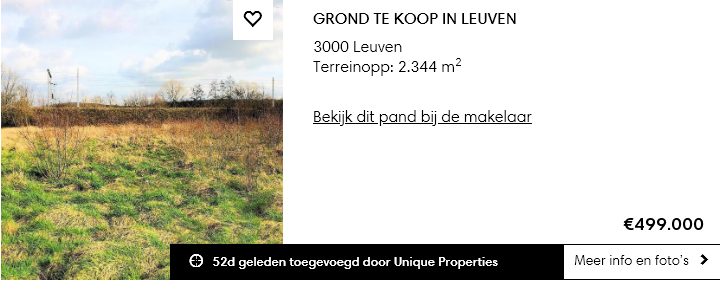 GROND TE KOOP IN LEUVEN
3000 Leuven
Terreinopp: 2.344 m²
Bekijk dit pand bij de makelaar
€499.000
52d geleden toegevoegd door Unique Properties
Meer info en foto's